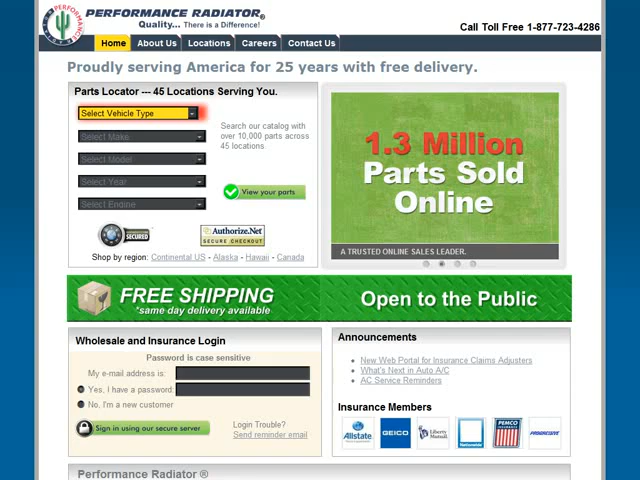 PERFORMANCE
PERFORMANCE RADIATOR®
Quality... There is a Difference!
Call Toll Free 1-877-723-4286
Home
About Us
Locations
Careers
Contact Us
Proudly serving America for 25 years with free delivery.
Parts Locator --- 45 Locations Serving You.
Select Vehicle Type
Select Make
Select Model
Select Year
Select Engine
Search our catalog with
over 10,000 parts across
45 locations.
View your parts
SECURED
Authorize.Net
SECURE CHECKOUT
Shop by region: Continental US - Alaska - Hawaii - Canada
1.3 Million
Parts Sold
Online
A TRUSTED ONLINE SALES LEADER.
FREE SHIPPING
*same day delivery available
Open to the Public
Wholesale and Insurance Login
Password is case sensitive
My e-mail address is:
Yes, I have a password:
No, I'm a new customer
Sign in using our secure server
Login Trouble?
Send reminder email
Announcements
New Web Portal for Insurance Claims Adjusters
What's Next in Auto A/C
AC Service Reminders
Insurance Members
Allstate
GEICO
Liberty
Mutual
Nationwide
PEMCO
INSURANCE
PROGRESSIVE
Performance Radiator ®